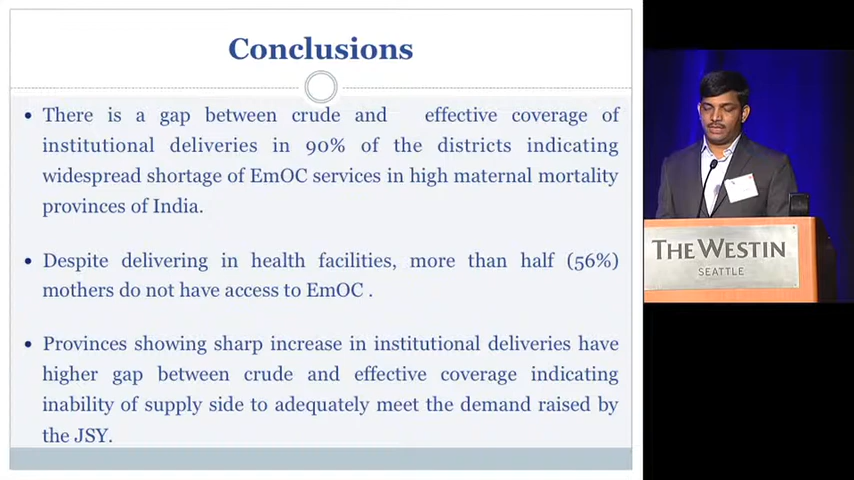 Conclusions
• There is a gap between crude and effective coverage of
institutional deliveries in 90% of the districts indicating
widespread shortage of EmOC services in high maternal mortality
provinces of India.
• Despite delivering in health facilities, more than half (56%)
mothers do not have access to EmOC .
• Provinces showing sharp increase in institutional deliveries have
higher gap between crude and effective coverage indicating
inability of supply side to adequately meet the demand raised by
the JSY.
THE WESTIN
SEATTLE